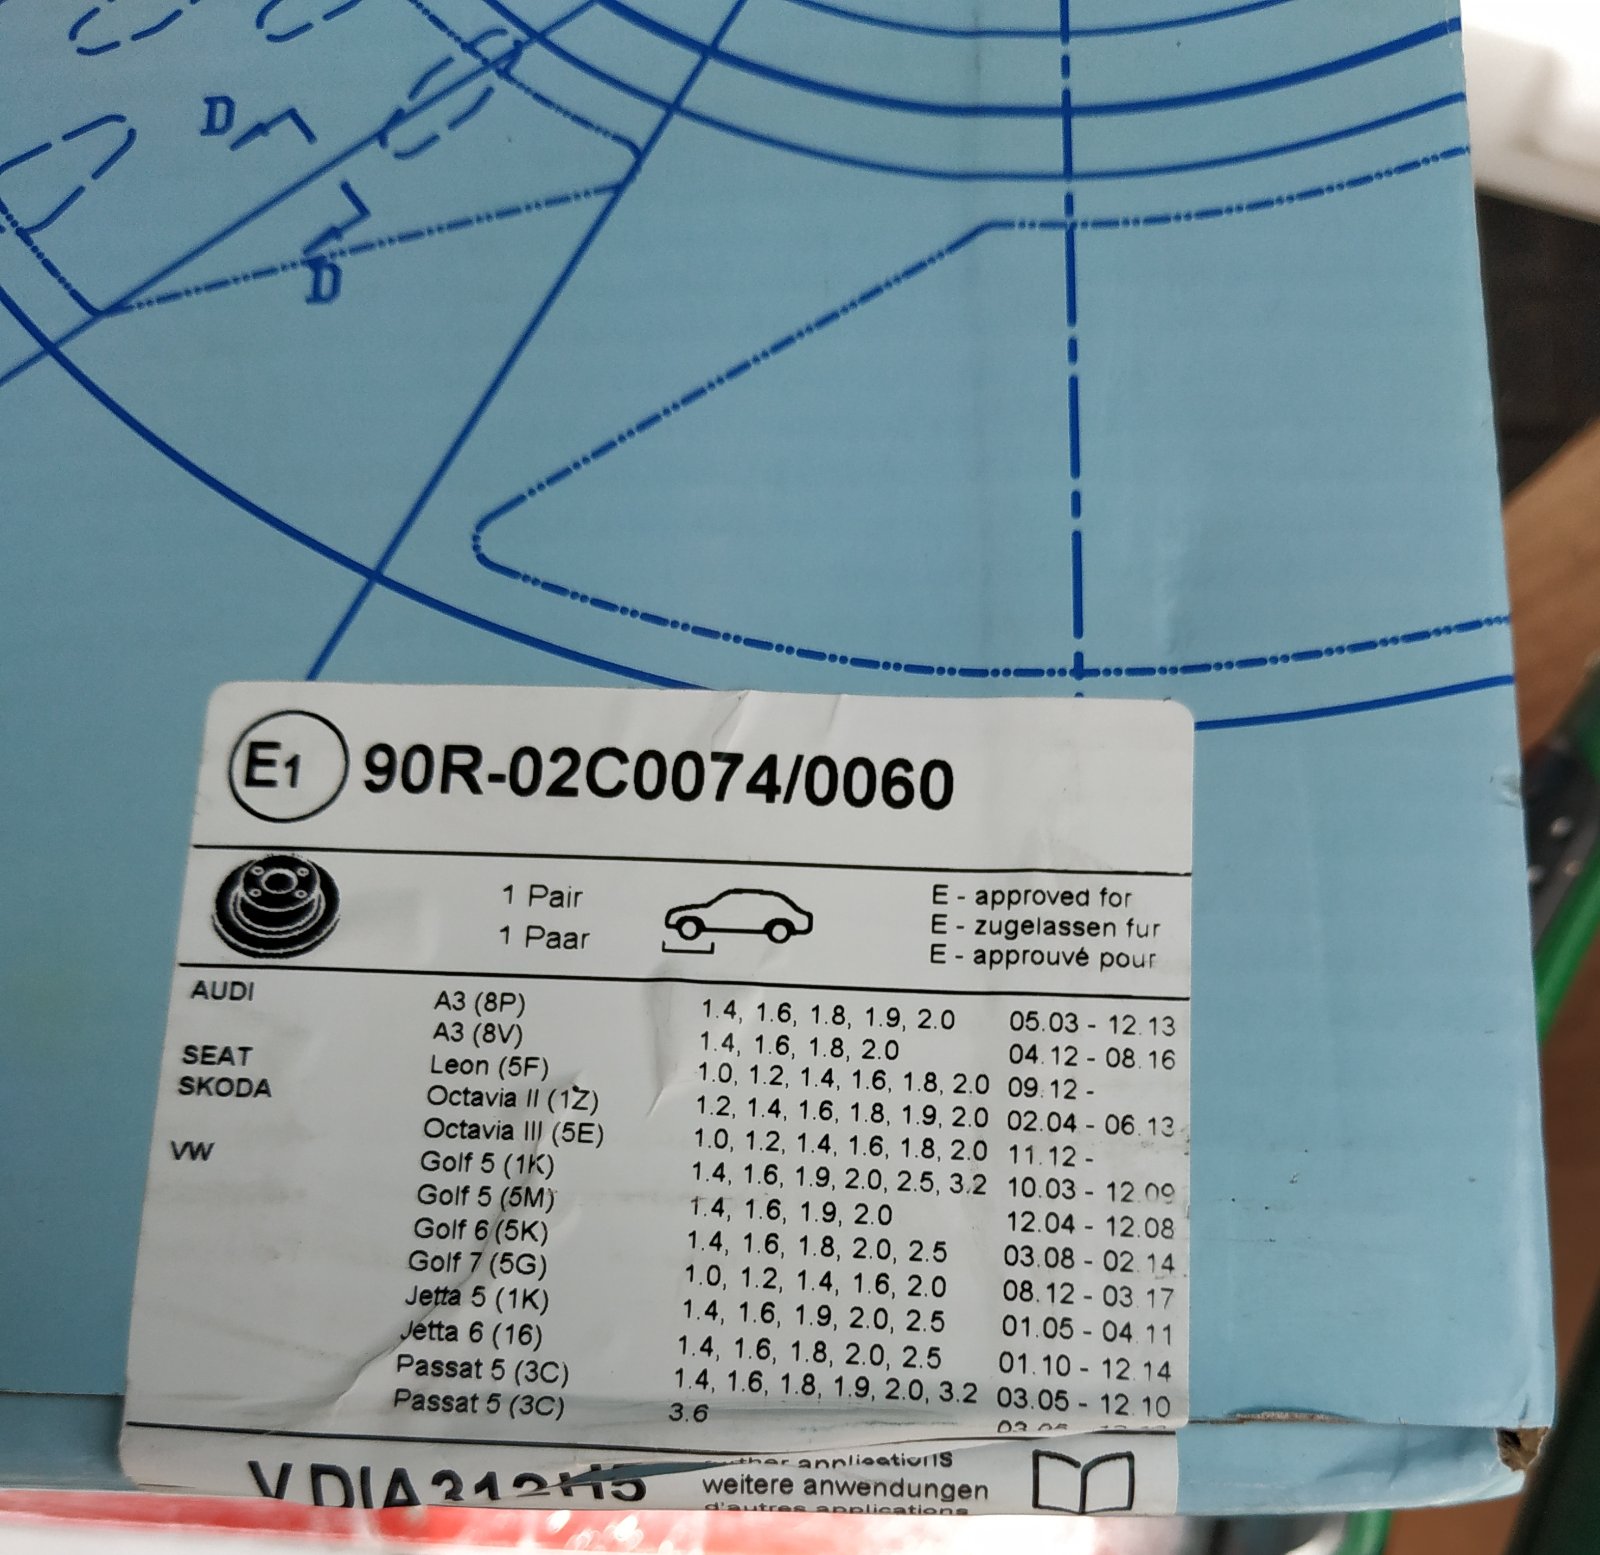 D
D
E1 90R-02C0074/0060
1 Pair
1 Paar
E - approved for
E - zugelassen fur
E - approuvé pour
AUDI A3 (8P) 1.4, 1.6, 1.8, 1.9, 2.0 05.03 - 12.13
A3 (8V) 1.4, 1.6, 1.8, 2.0 04.12 - 08.16
SEAT Leon (5F) 1.0, 1.2, 1.4, 1.6, 1.8, 2.0 09.12 -
SKODA Octavia II (1Z) 1.2, 1.4, 1.6, 1.8, 1.9, 2.0 02.04 - 06.13
Octavia III (5E) 1.0, 1.2, 1.4, 1.6, 1.8, 2.0 11.12 -
VW Golf 5 (1K) 1.4, 1.6, 1.9, 2.0, 2.5, 3.2 10.03 - 12.09
Golf 5 (5M) 1.4, 1.6, 1.9, 2.0 12.04 - 12.08
Golf 6 (5K) 1.4, 1.6, 1.8, 2.0, 2.5 03.08 - 02.14
Golf 7 (5G) 1.0, 1.2, 1.4, 1.6, 2.0 08.12 - 03.17
Jetta 5 (1K) 1.4, 1.6, 1.9, 2.0, 2.5 01.05 - 04.11
Jetta 6 (16) 1.4, 1.6, 1.8, 2.0, 2.5 01.10 - 12.14
Passat 5 (3C) 1.4, 1.6, 1.8, 1.9, 2.0, 3.2 03.05 - 12.10
Passat 5 (3C) 3.6
applications
weitere anwendungen
d'autres applications